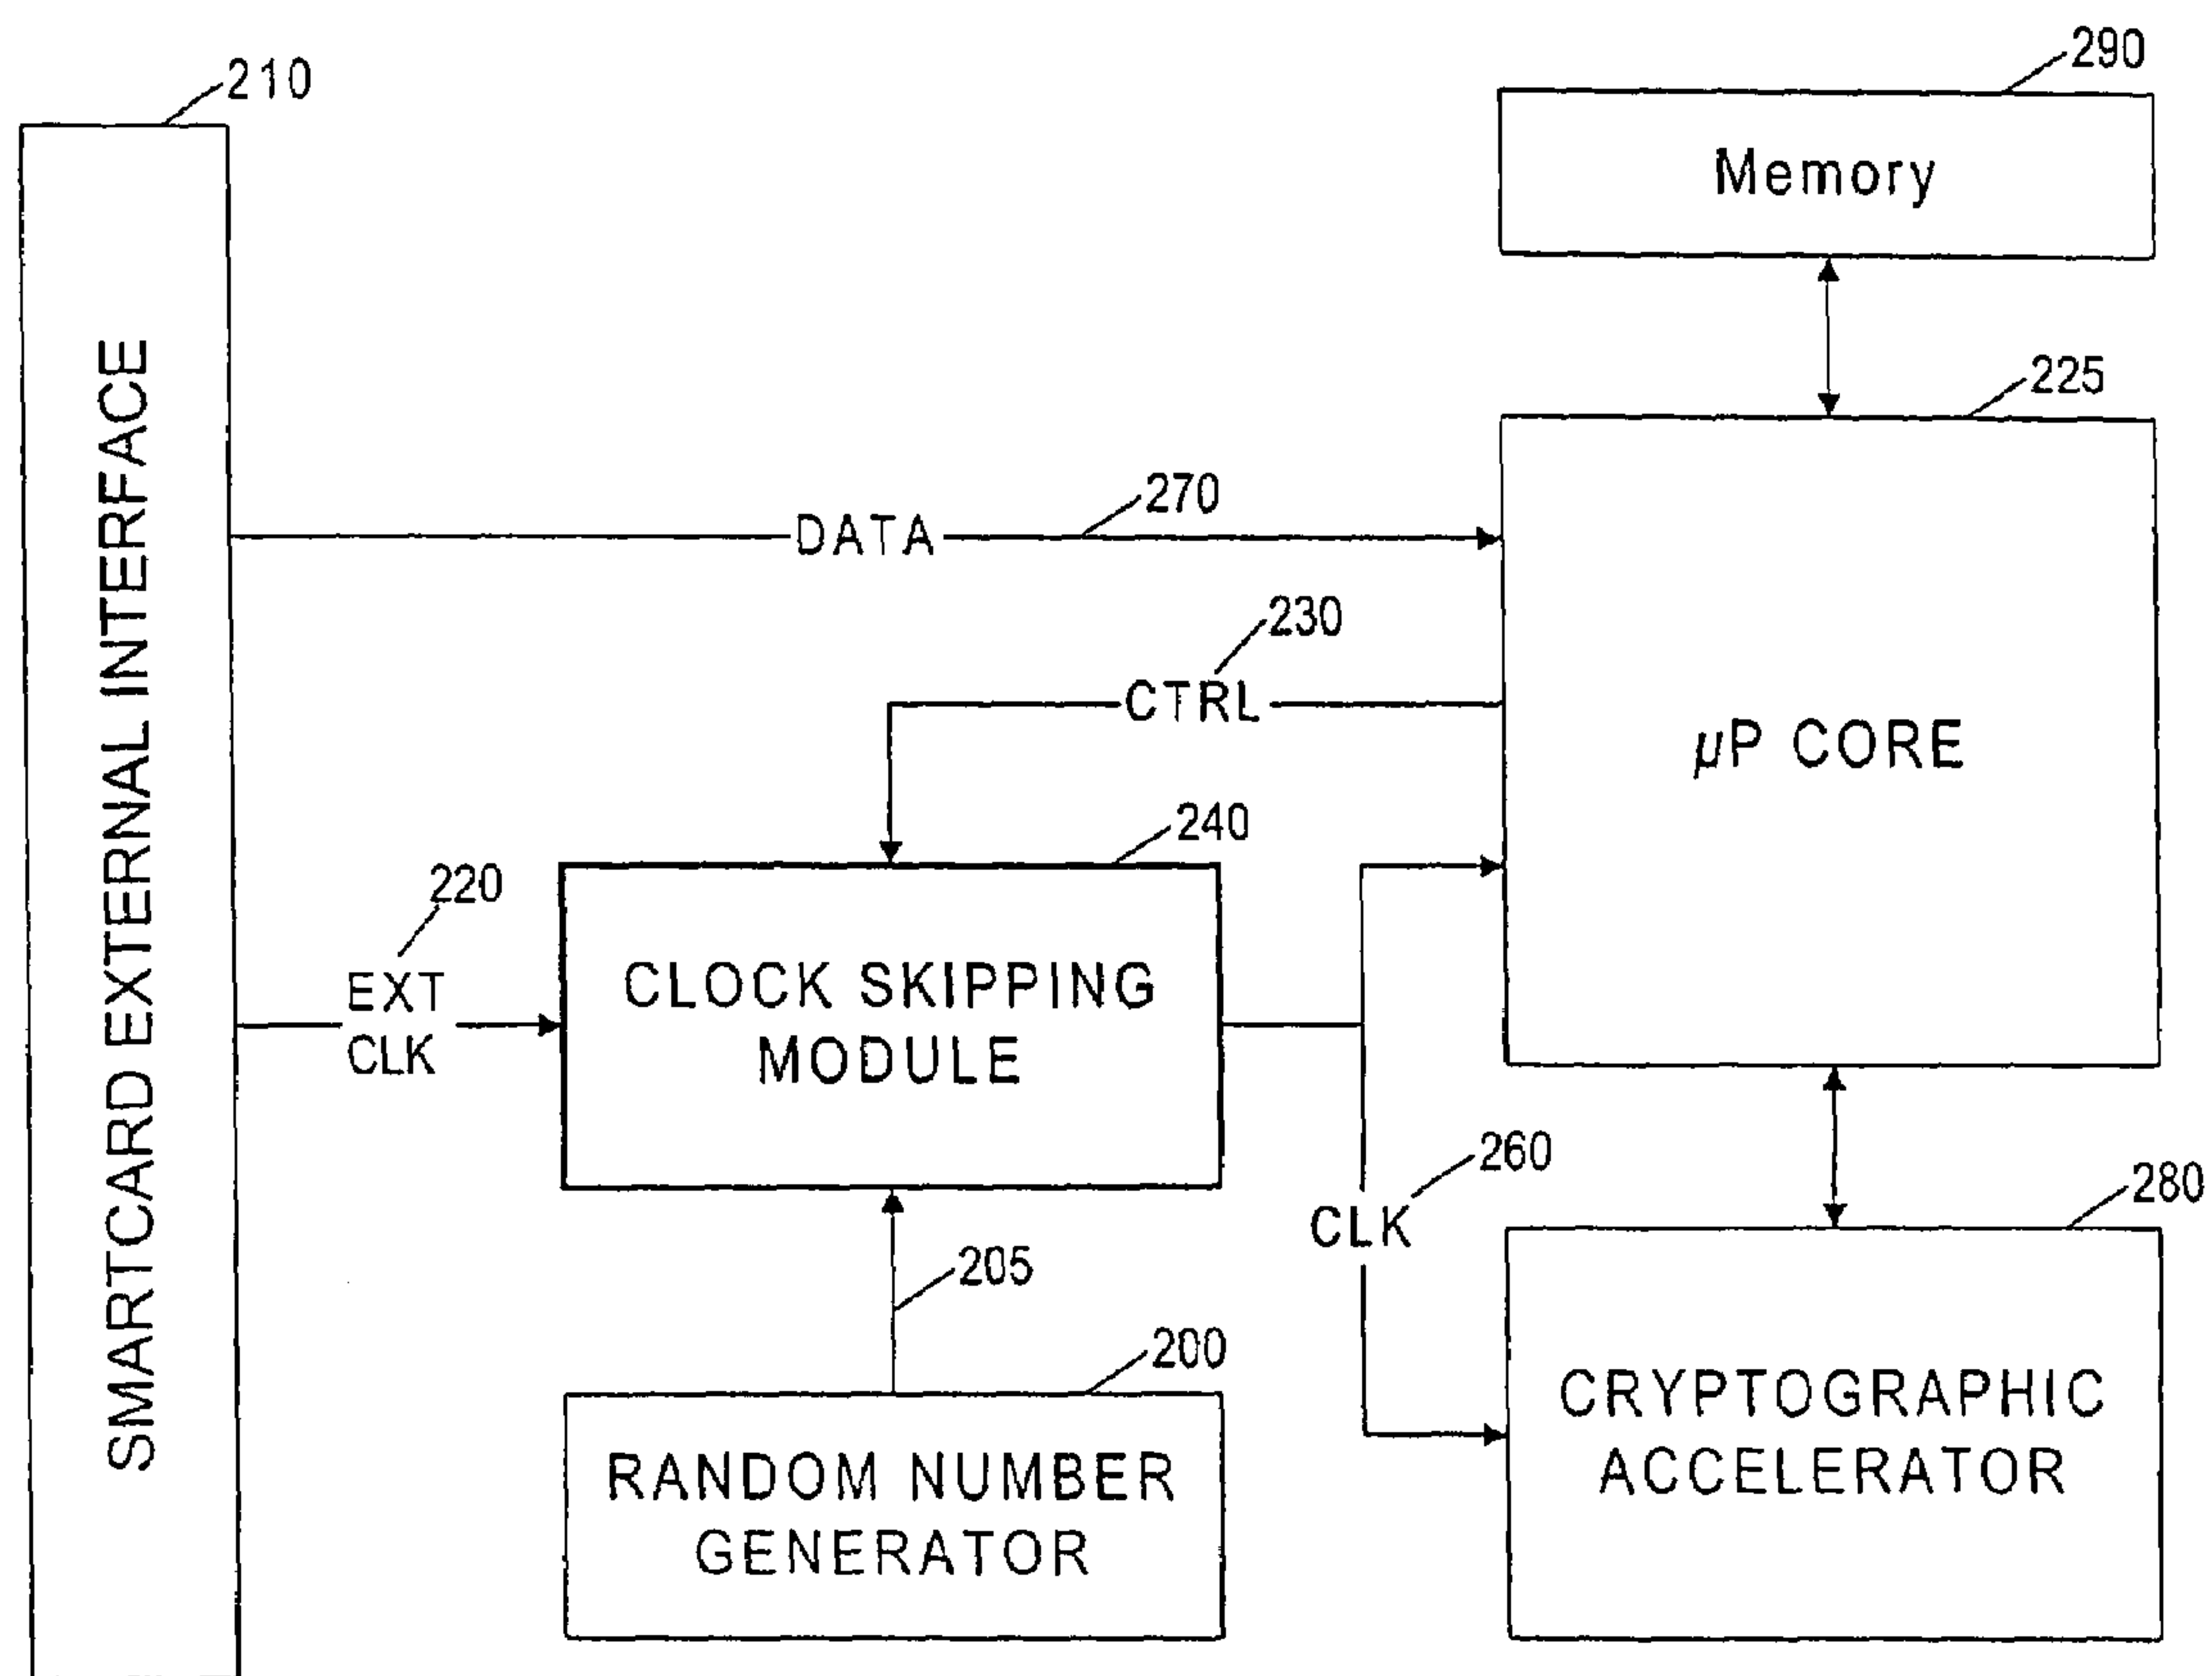 210
290
Memory
225
270
DATA
230
CTRL
µP CORE
240
220
EXT
CLK
CLOCK SKIPPING
MODULE
260
CLK
280
205
200
RANDOM NUMBER
GENERATOR
CRYPTOGRAPHIC
ACCELERATOR
SMARTCARD EXTERNAL INTERFACE